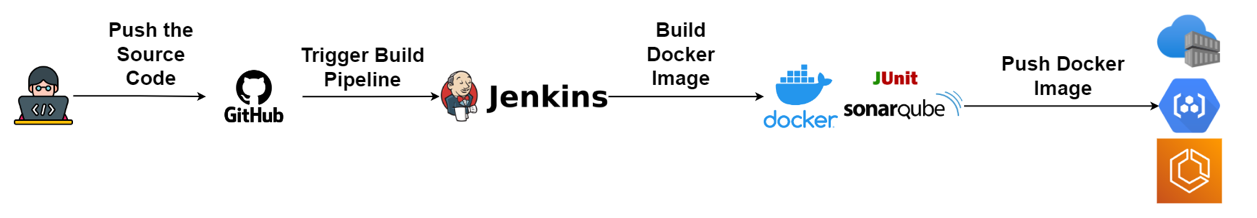 Push the
Source
Code
GitHub
Trigger Build
Pipeline
Jenkins
Build
Docker
Image
docker
JUnit
sonarqube
Push Docker
Image